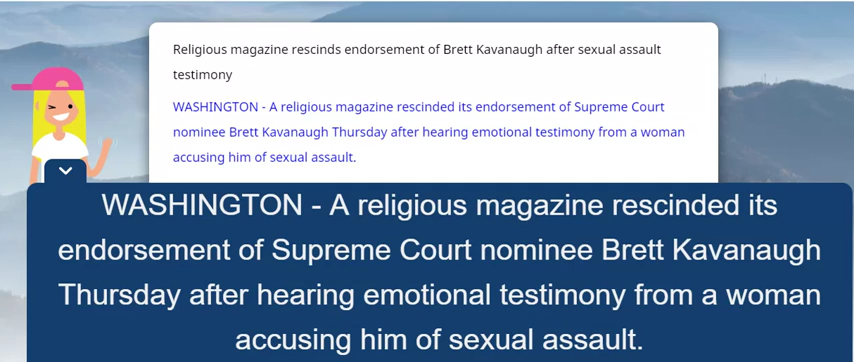 Religious magazine rescinds endorsement of Brett Kavanaugh after sexual assault
testimony
WASHINGTON - A religious magazine rescinded its endorsement of Supreme Court
nominee Brett Kavanaugh Thursday after hearing emotional testimony from a woman
accusing him of sexual assault.
WASHINGTON - A religious magazine rescinded its
endorsement of Supreme Court nominee Brett Kavanaugh
Thursday after hearing emotional testimony from a woman
accusing him of sexual assault.